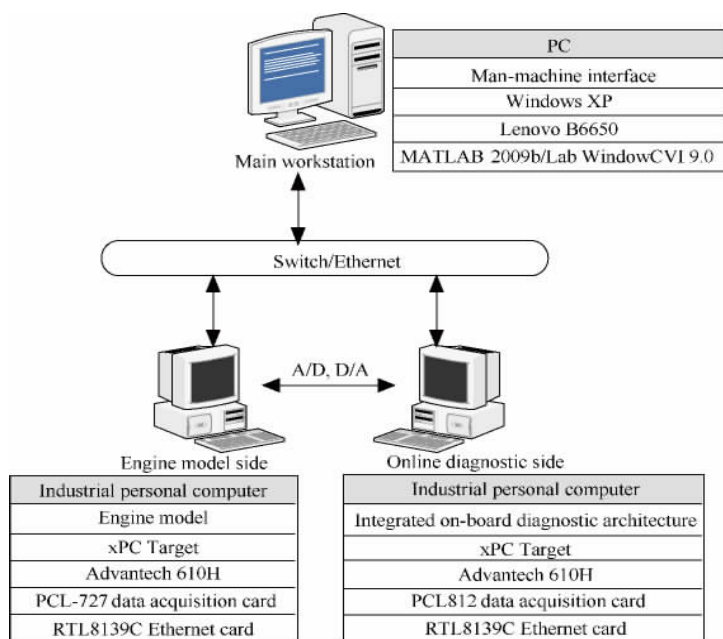 PC
Man-machine interface
Windows XP
Lenovo B6650
MATLAB 2009b/Lab WindowCVI 9.0
Main workstation
Switch/Ethernet
A/D, D/A
Engine model side
Online diagnostic side
Industrial personal computer
Engine model
xPC Target
Advantech 610H
PCL-727 data acquisition card
RTL8139C Ethernet card
Industrial personal computer
Integrated on-board diagnostic architecture
xPC Target
Advantech 610H
PCL812 data acquisition card
RTL8139C Ethernet card